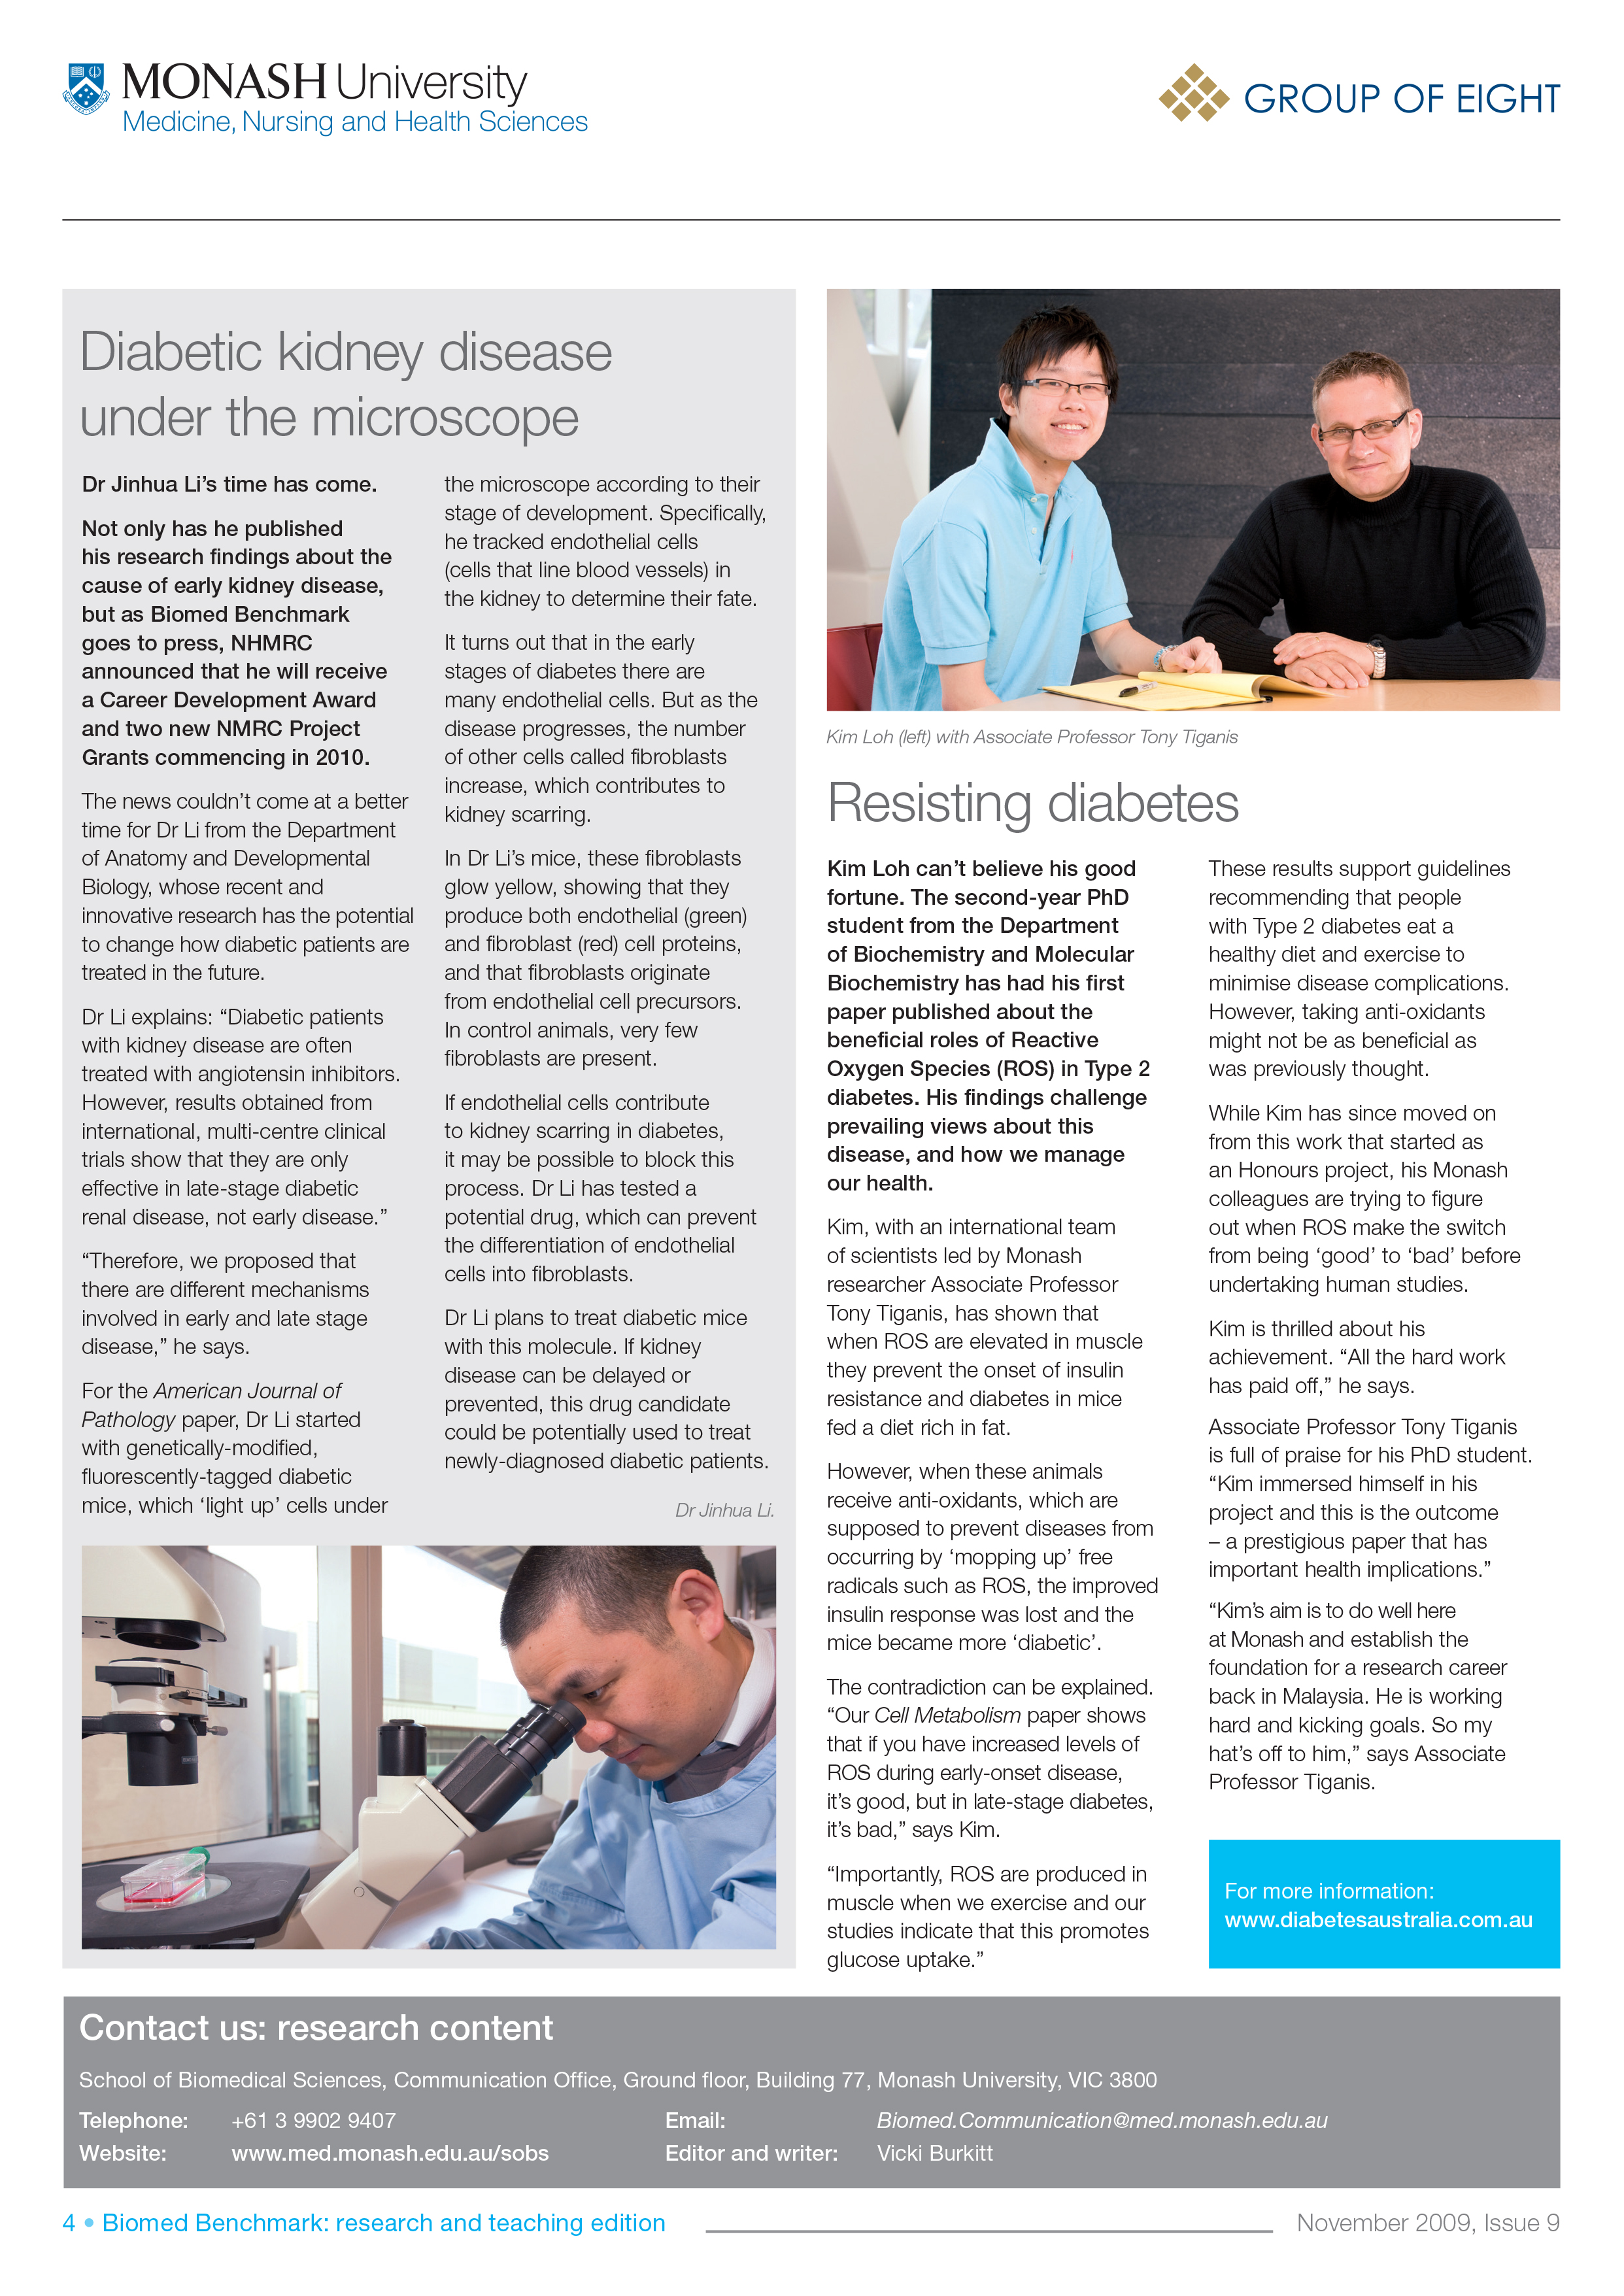 MONASH University
Medicine, Nursing and Health Sciences
GROUP OF EIGHT
Diabetic kidney disease
under the microscope
Dr Jinhua Li’s time has come.
Not only has he published
his research findings about the
cause of early kidney disease,
but as Biomed Benchmark
goes to press, NHMRC
announced that he will receive
a Career Development Award
and two new NMRC Project
Grants commencing in 2010.
The news couldn’t come at a better
time for Dr Li from the Department
of Anatomy and Developmental
Biology, whose recent and
innovative research has the potential
to change how diabetic patients are
treated in the future.
Dr Li explains: “Diabetic patients
with kidney disease are often
treated with angiotensin inhibitors.
However, results obtained from
international, multi-centre clinical
trials show that they are only
effective in late-stage diabetic
renal disease, not early disease.”
“Therefore, we proposed that
there are different mechanisms
involved in early and late stage
disease,” he says.
For the American Journal of
Pathology paper, Dr Li started
with genetically-modified,
fluorescently-tagged diabetic
mice, which ‘light up’ cells under
the microscope according to their
stage of development. Specifically,
he tracked endothelial cells
(cells that line blood vessels) in
the kidney to determine their fate.
It turns out that in the early
stages of diabetes there are
many endothelial cells. But as the
disease progresses, the number
of other cells called fibroblasts
increase, which contributes to
kidney scarring.
In Dr Li’s mice, these fibroblasts
glow yellow, showing that they
produce both endothelial (green)
and fibroblast (red) cell proteins,
and that fibroblasts originate
from endothelial cell precursors.
In control animals, very few
fibroblasts are present.
If endothelial cells contribute
to kidney scarring in diabetes,
it may be possible to block this
process. Dr Li has tested a
potential drug, which can prevent
the differentiation of endothelial
cells into fibroblasts.
Dr Li plans to treat diabetic mice
with this molecule. If kidney
disease can be delayed or
prevented, this drug candidate
could be potentially used to treat
newly-diagnosed diabetic patients.
Dr Jinhua Li.
Kim Loh (left) with Associate Professor Tony Tiganis
Resisting diabetes
Kim Loh can’t believe his good
fortune. The second-year PhD
student from the Department
of Biochemistry and Molecular
Biochemistry has had his first
paper published about the
beneficial roles of Reactive
Oxygen Species (ROS) in Type 2
diabetes. His findings challenge
prevailing views about this
disease, and how we manage
our health.
Kim, with an international team
of scientists led by Monash
researcher Associate Professor
Tony Tiganis, has shown that
when ROS are elevated in muscle
they prevent the onset of insulin
resistance and diabetes in mice
fed a diet rich in fat.
However, when these animals
receive anti-oxidants, which are
supposed to prevent diseases from
occurring by ‘mopping up’ free
radicals such as ROS, the improved
insulin response was lost and the
mice became more ‘diabetic’.
The contradiction can be explained.
“Our Cell Metabolism paper shows
that if you have increased levels of
ROS during early-onset disease,
it’s good, but in late-stage diabetes,
it’s bad,” says Kim.
“Importantly, ROS are produced in
muscle when we exercise and our
studies indicate that this promotes
glucose uptake.”
These results support guidelines
recommending that people
with Type 2 diabetes eat a
healthy diet and exercise to
minimise disease complications.
However, taking anti-oxidants
might not be as beneficial as
was previously thought.
While Kim has since moved on
from this work that started as
an Honours project, his Monash
colleagues are trying to figure
out when ROS make the switch
from being ‘good’ to ‘bad’ before
undertaking human studies.
Kim is thrilled about his
achievement. “All the hard work
has paid off,” he says.
Associate Professor Tony Tiganis
is full of praise for his PhD student.
“Kim immersed himself in his
project and this is the outcome
– a prestigious paper that has
important health implications.”
“Kim’s aim is to do well here
at Monash and establish the
foundation for a research career
back in Malaysia. He is working
hard and kicking goals. So my
hat’s off to him,” says Associate
Professor Tiganis.
For more information:
www.diabetesaustralia.com.au
Contact us: research content
School of Biomedical Sciences, Communication Office, Ground floor, Building 77, Monash University, VIC 3800
Telephone: +61 3 9902 9407 Email: Biomed.Communication@med.monash.edu.au
Website: www.med.monash.edu.au/sobs Editor and writer: Vicki Burkitt
4 • Biomed Benchmark: research and teaching edition November 2009, Issue 9